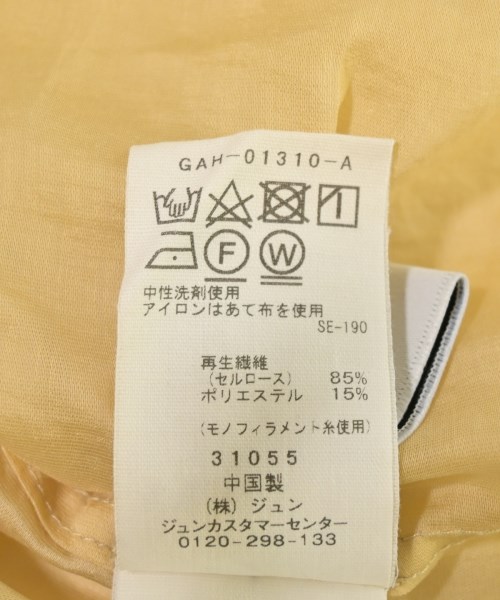 GAH-01310-A
F W
中性洗剤使用
アイロンはあて布を使用
SE-190
再生繊維
(セルロース) 85%
ポリエステル 15%
(モノフィラメント糸使用)
31055
中国製
(株) ジュン
ジュンカスタマーセンター
0120-298-133